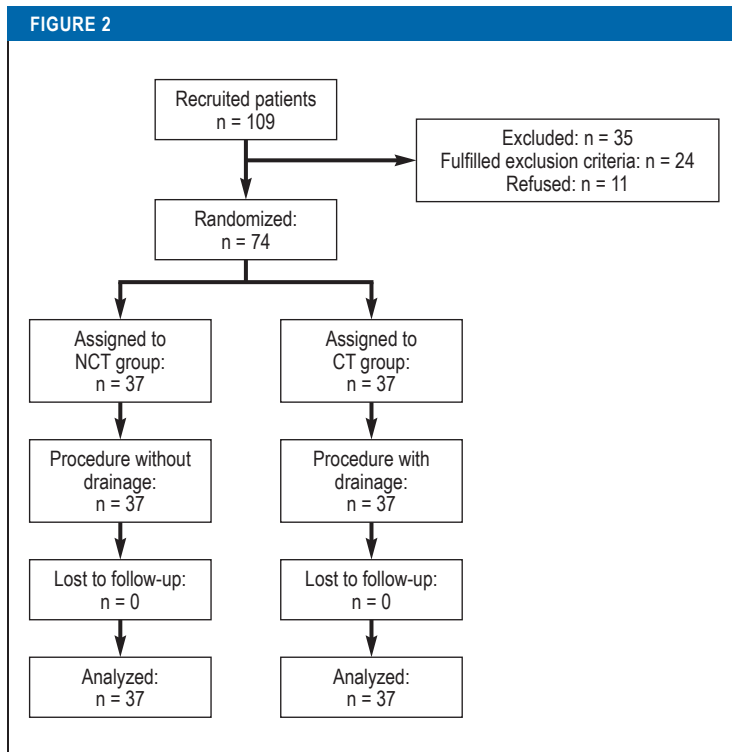 FIGURE 2
Recruited patients
n = 109
Excluded: n = 35
Fulfilled exclusion criteria: n = 24
Refused: n = 11
Randomized:
n = 74
Assigned to
NCT group:
n = 37
Assigned to
CT group:
n = 37
Procedure without
drainage:
n = 37
Procedure with
drainage:
n = 37
Lost to follow-up:
n = 0
Lost to follow-up:
n = 0
Analyzed:
n = 37
Analyzed:
n = 37